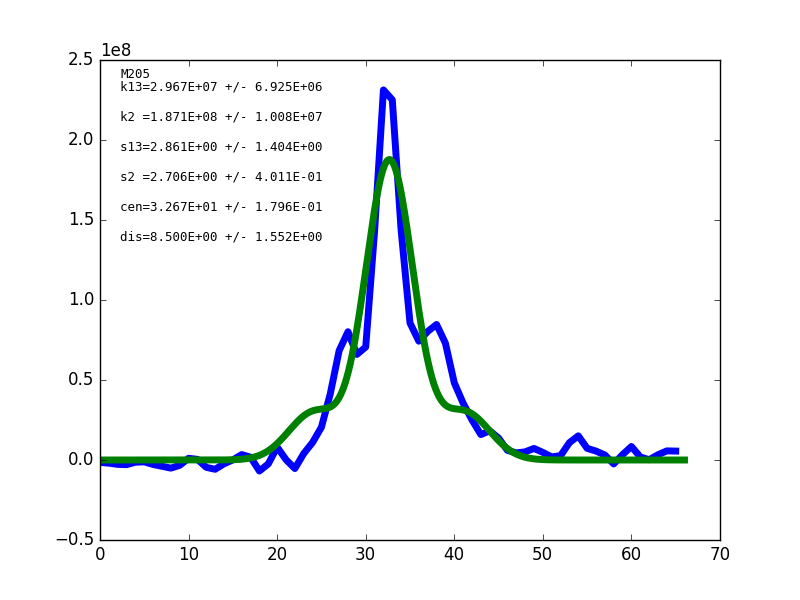 1e8
2.5
M205
k13=2.967E+07 +/- 6.925E+06
k2 =1.871E+08 +/- 1.008E+07
2.0
s13=2.861E+00 +/- 1.404E+00
s2 =2.706E+00 +/- 4.011E-01
cen=3.267E+01 +/- 1.796E-01
1.5
dis=8.500E+00 +/- 1.552E+00
1.0
0.5
0.0
−0.5
0 10 20 30 40 50 60 70